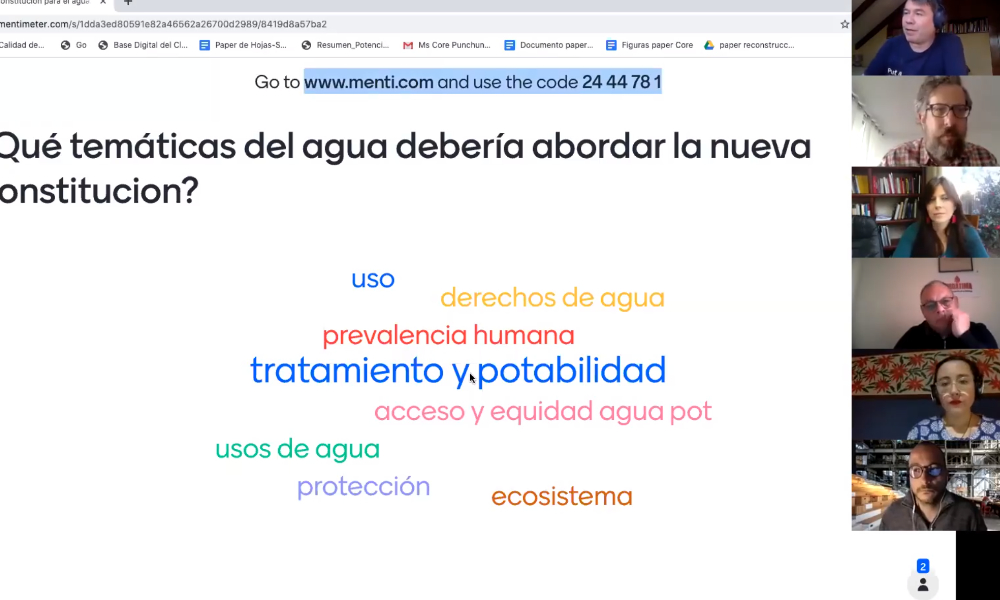 onstitución para el agua
mentimeter.com/s/1dda3ed80591e82a46562a26700d2989/8419d8a57ba2
Calidad de... Go Base Digital del Cl... Paper de Hojas-S... Resumen_Potenci... Ms Core Punchun... Documento paper... Figuras paper Core paper reconstrucc...
Go to www.menti.com and use the code 24 44 78 1
Qué temáticas del agua debería abordar la nueva
onstitucion?
uso
derechos de agua
prevalencia humana
tratamiento y potabilidad
acceso y equidad agua pot
usos de agua
protección
ecosistema
2